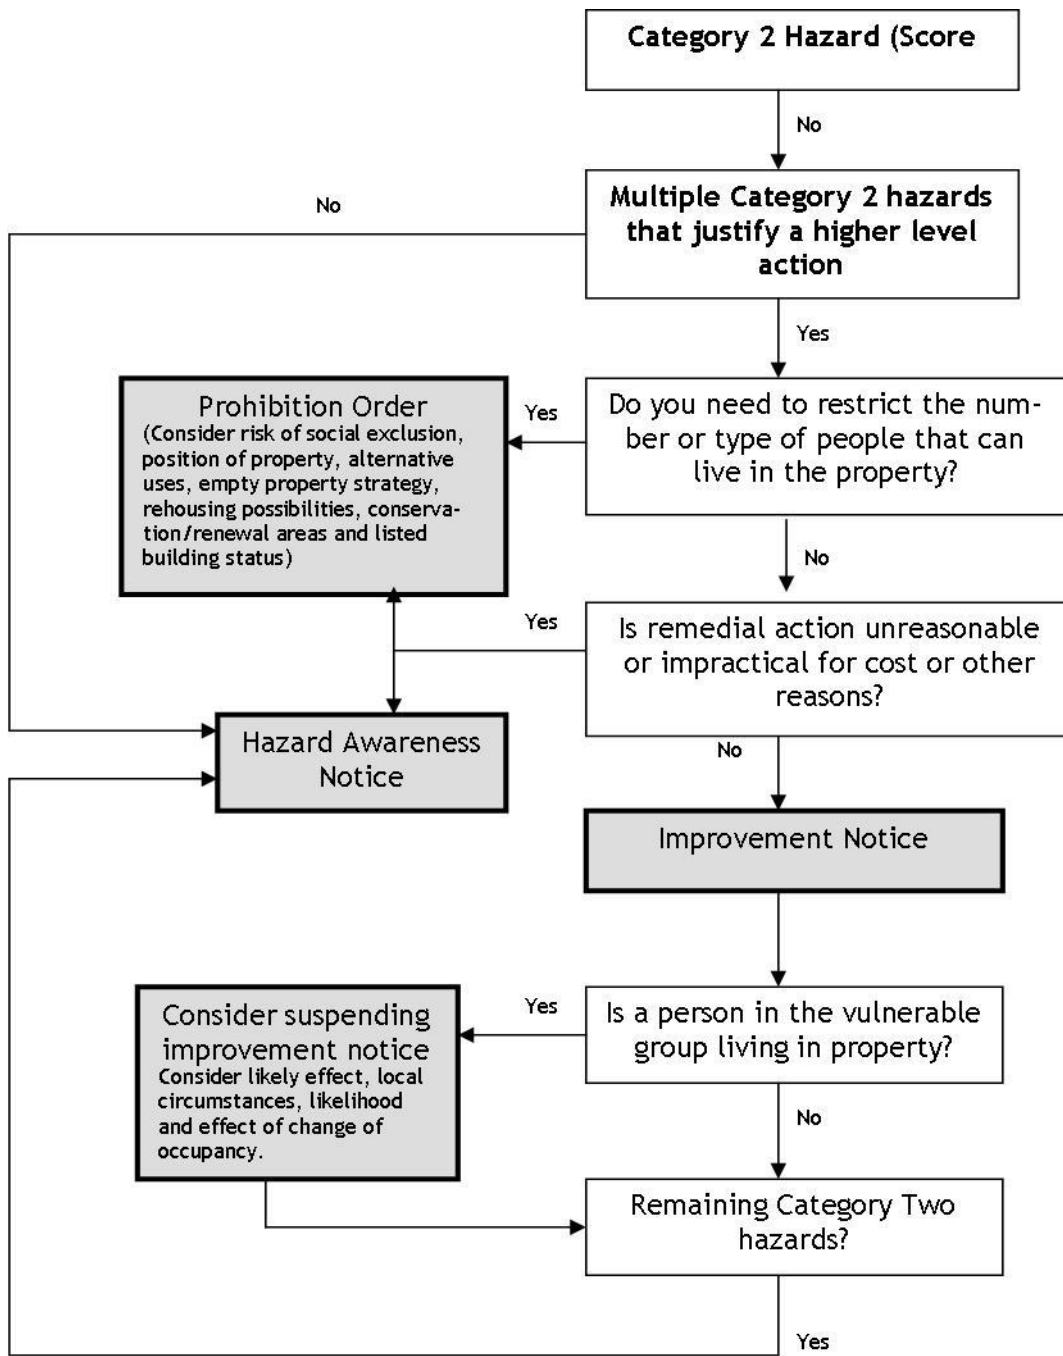 Category 2 Hazard (Score
No
No
Multiple Category 2 hazards
that justify a higher level
action
Yes
Prohibition Order
(Consider risk of social exclusion,
position of property, alternative
uses, empty property strategy,
rehousing possibilities, conserva-
tion/renewal areas and listed
building status)
Yes
Do you need to restrict the num-
ber or type of people that can
live in the property?
No
Yes
Is remedial action unreasonable
or impractical for cost or other
reasons?
Hazard Awareness
Notice
No
Improvement Notice
Consider suspending
improvement notice
Consider likely effect, local
circumstances, likelihood
and effect of change of
occupancy.
Yes
Is a person in the vulnerable
group living in property?
No
Remaining Category Two
hazards?
Yes